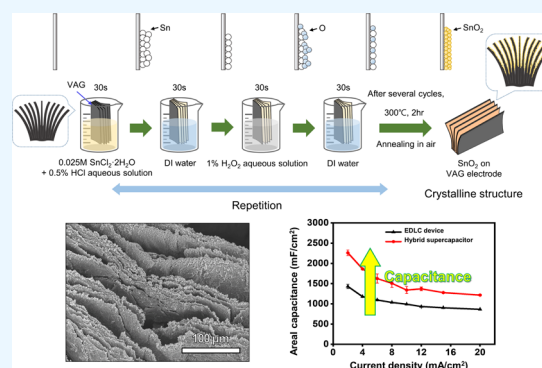 Sn
O
SnO2
VAG
30s
30s
30s
30s
After several cycles,
300℃, 2hr
Annealing in air
0.025M SnCl2·2H2O
+ 0.5% HCl aqueous solution
DI water
1% H2O2 aqueous solution
DI water
SnO2 on
VAG electrode
Repetition
Crystalline structure
100 μm
Areal capacitance (mF/cm2)
3000
2500
2000
1500
1000
500
0
EDLC device
Hybrid supercapacitor
Capacitance
0 4 8 12 16 20
Current density (mA/cm2)